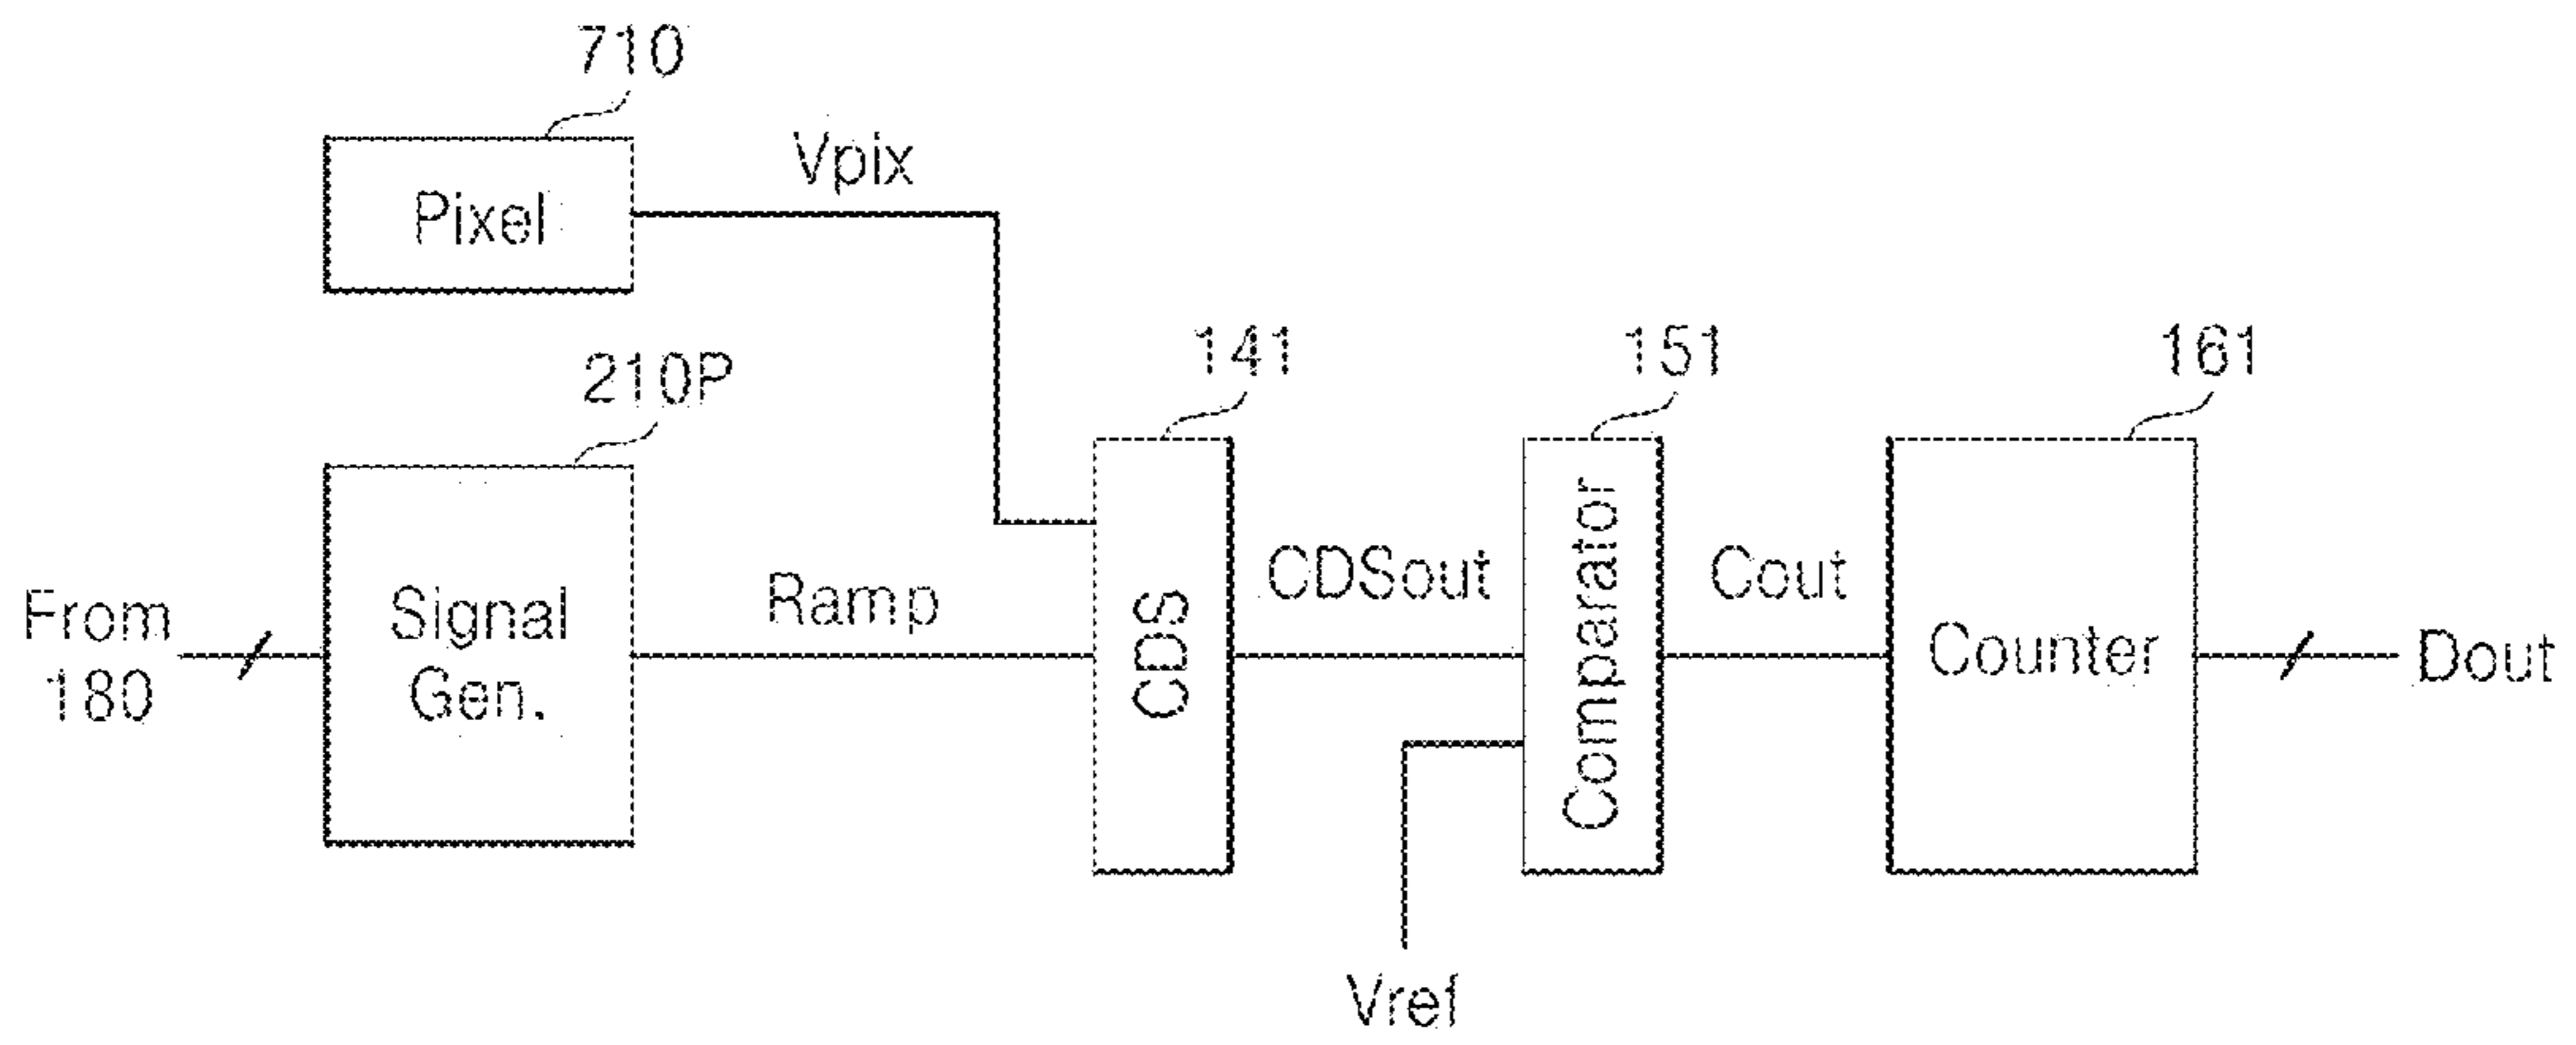 710
Pixel
Vpix
210P
Signal
Gen.
From
180
Ramp
141
CDS
CDSout
151
Comparator
Vref
Cout
161
Counter
Dout